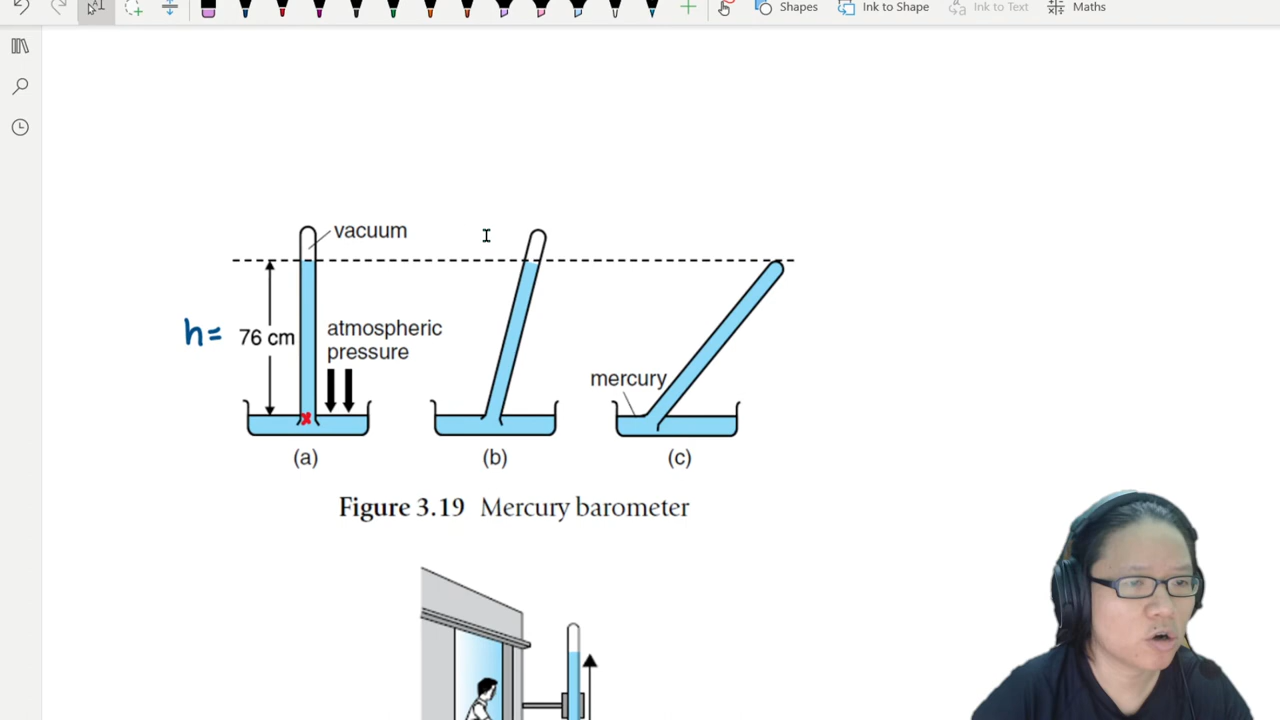 Shapes
Ink to Shape
Ink to Text
Maths
vacuum
h=
76 cm
atmospheric
pressure
mercury
(a)
(b)
(c)
Figure 3.19 Mercury barometer